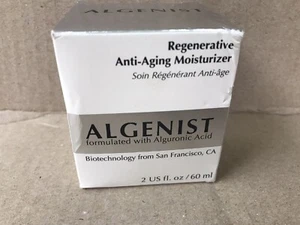 Regenerative
Anti-Aging Moisturizer
Soin Régénérant Anti-âge
ALGENIST
formulated with Alguronic Acid
Biotechnology from San Francisco, CA
2 US fl. oz/60 ml